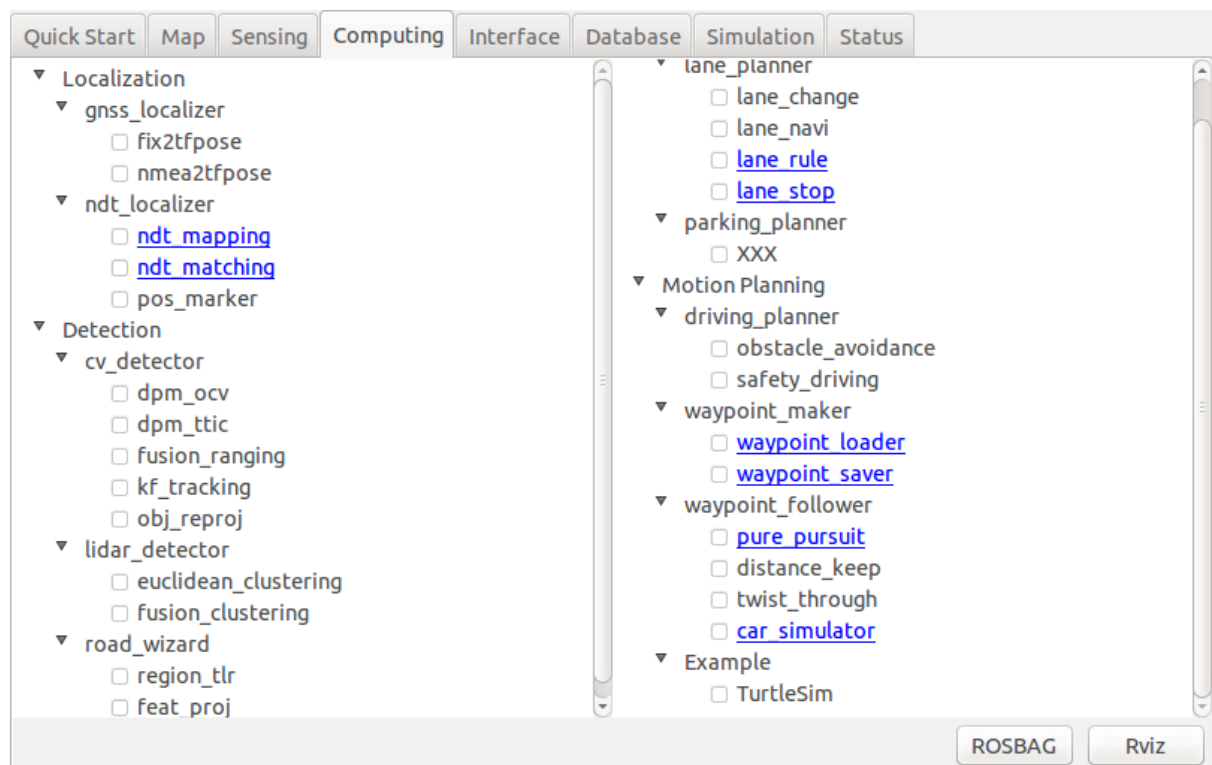 Quick Start Map Sensing Computing Interface Database Simulation Status
Localization
gnss_localizer
fix2tfpose
nmea2tfpose
ndt_localizer
ndt_mapping
ndt_matching
pos_marker
Detection
cv_detector
dpm_ocv
dpm_ttic
fusion_ranging
kf_tracking
obj_reproj
lidar_detector
euclidean_clustering
fusion_clustering
road_wizard
region_tlr
feat_proj
lane_planner
lane_change
lane_navi
lane_rule
lane_stop
parking_planner
XXX
Motion Planning
driving_planner
obstacle_avoidance
safety_driving
waypoint_maker
waypoint_loader
waypoint_saver
waypoint_follower
pure_pursuit
distance_keep
twist_through
car_simulator
Example
TurtleSim
ROSBAG Rviz